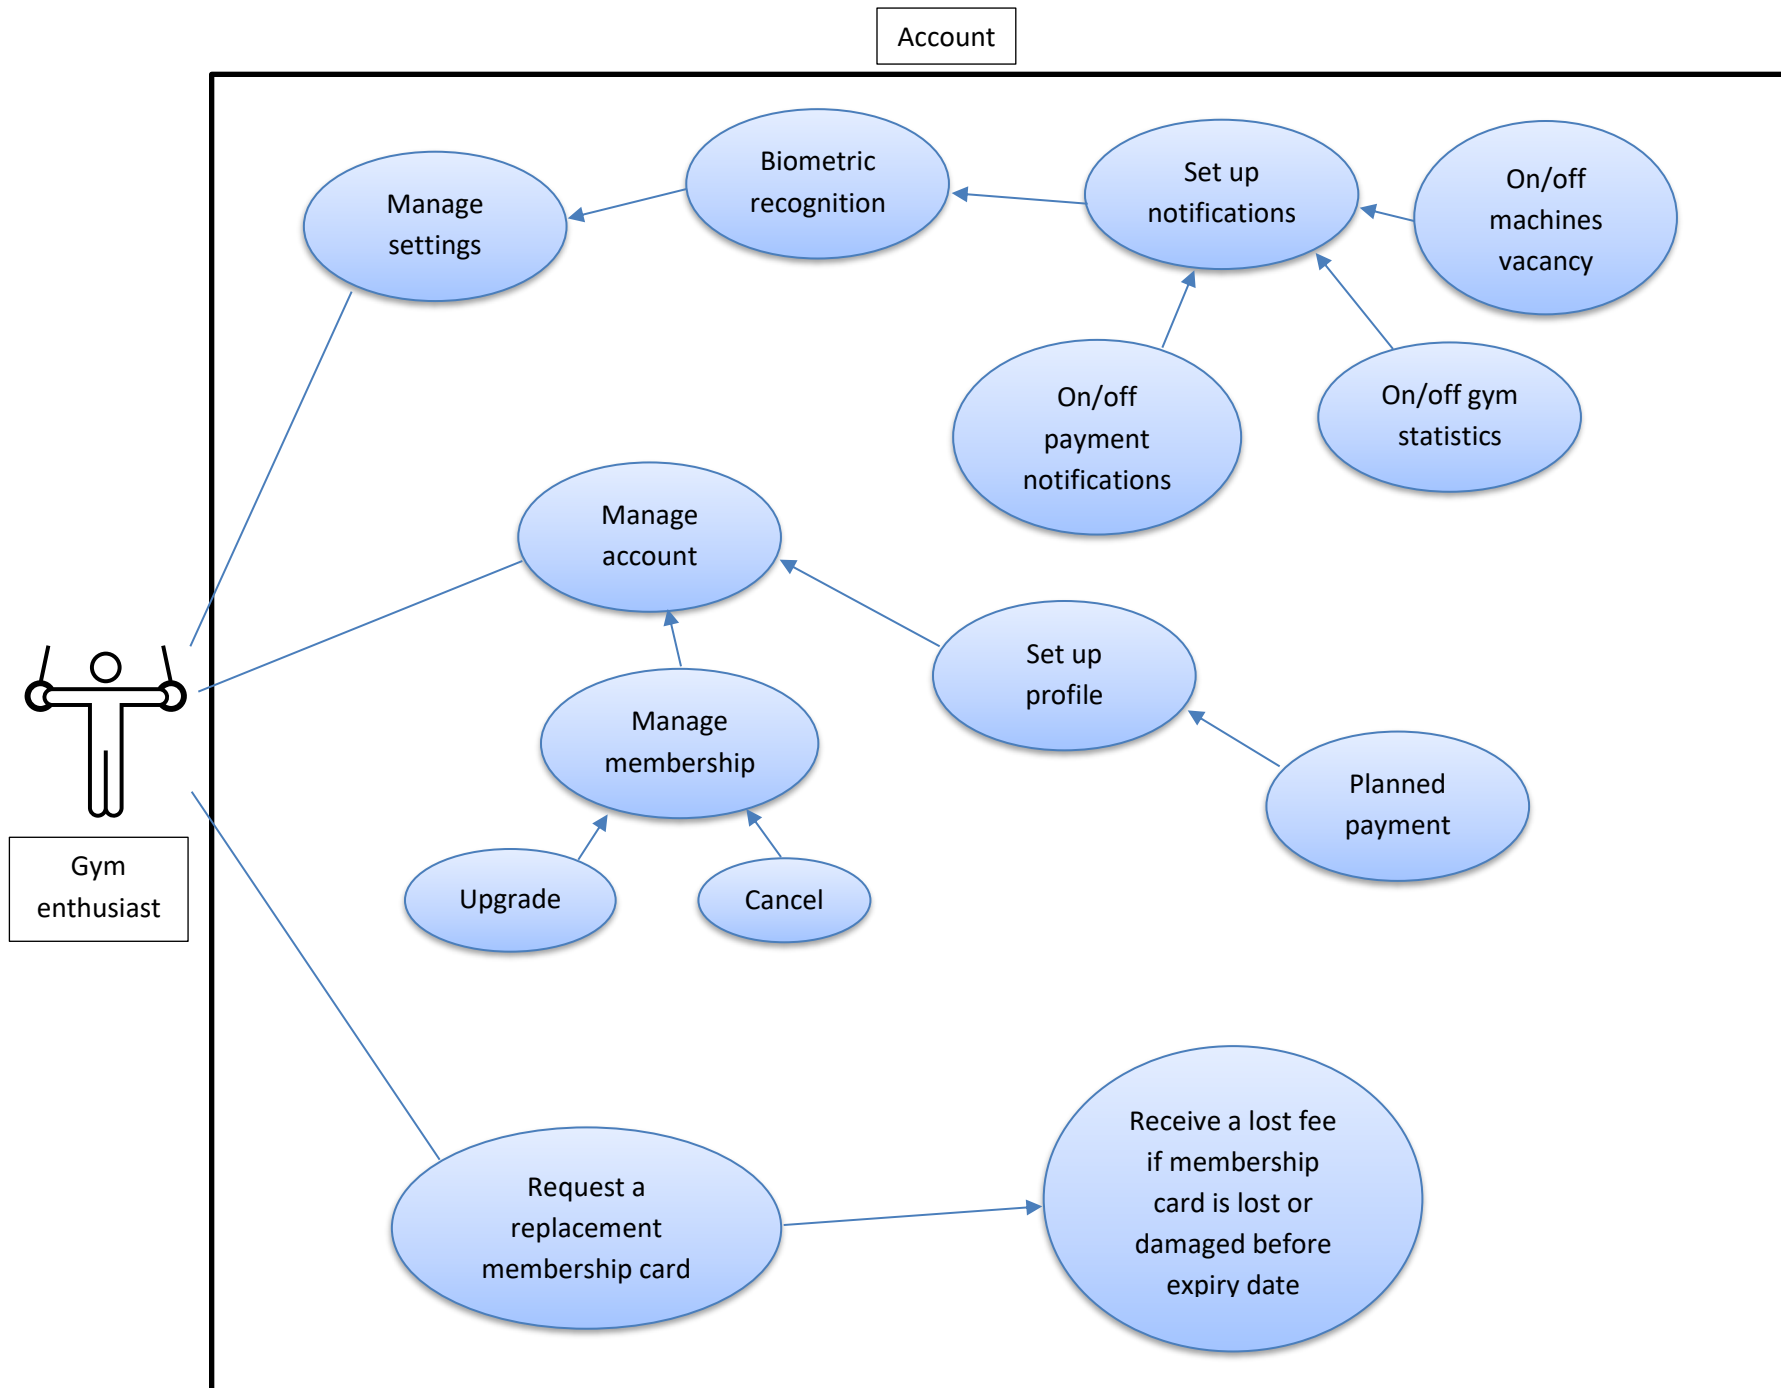 Account
Manage
settings
Biometric
recognition
Set up
notifications
On/off
machines
vacancy
On/off
payment
notifications
On/off gym
statistics
Manage
account
Set up
profile
Manage
membership
Planned
payment
Upgrade
Cancel
Gym
enthusiast
Request a
replacement
membership card
Receive a lost fee
if membership
card is lost or
damaged before
expiry date